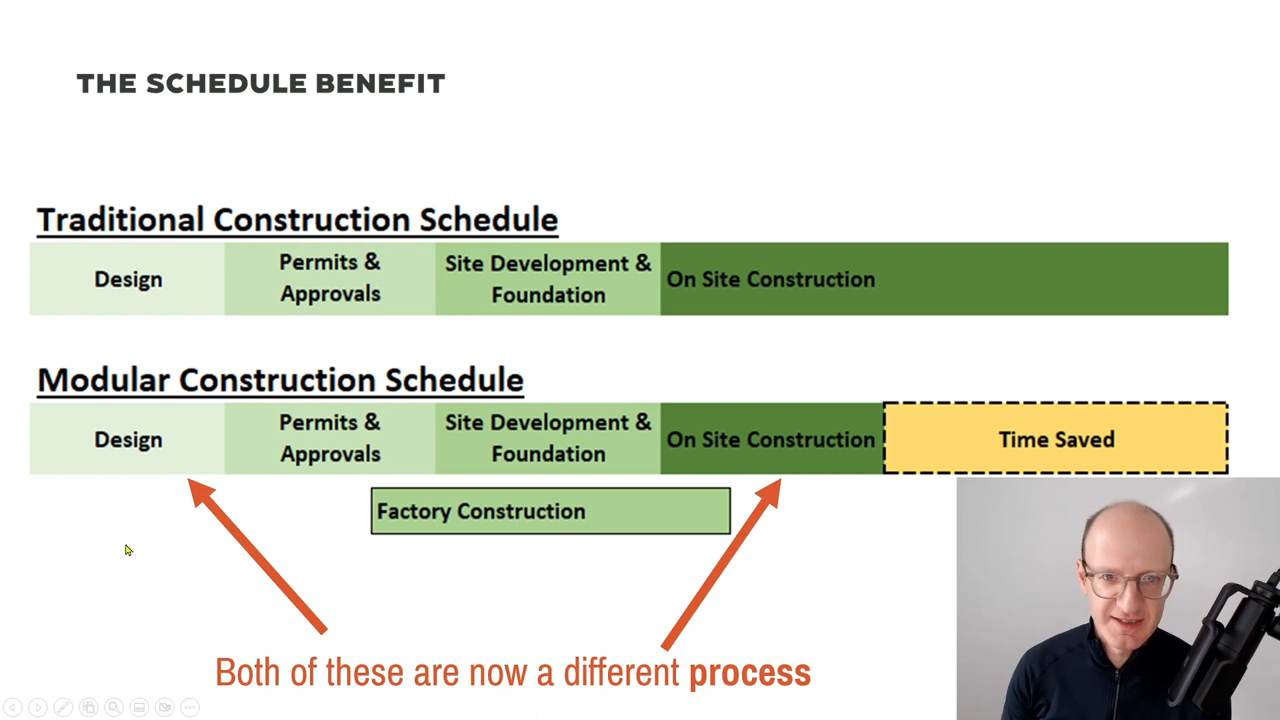 THE SCHEDULE BENEFIT
Traditional Construction Schedule
Design
Permits &
Approvals
Site Development &
Foundation
On Site Construction
Modular Construction Schedule
Design
Permits &
Approvals
Site Development &
Foundation
On Site Construction
Time Saved
Factory Construction
Both of these are now a different process